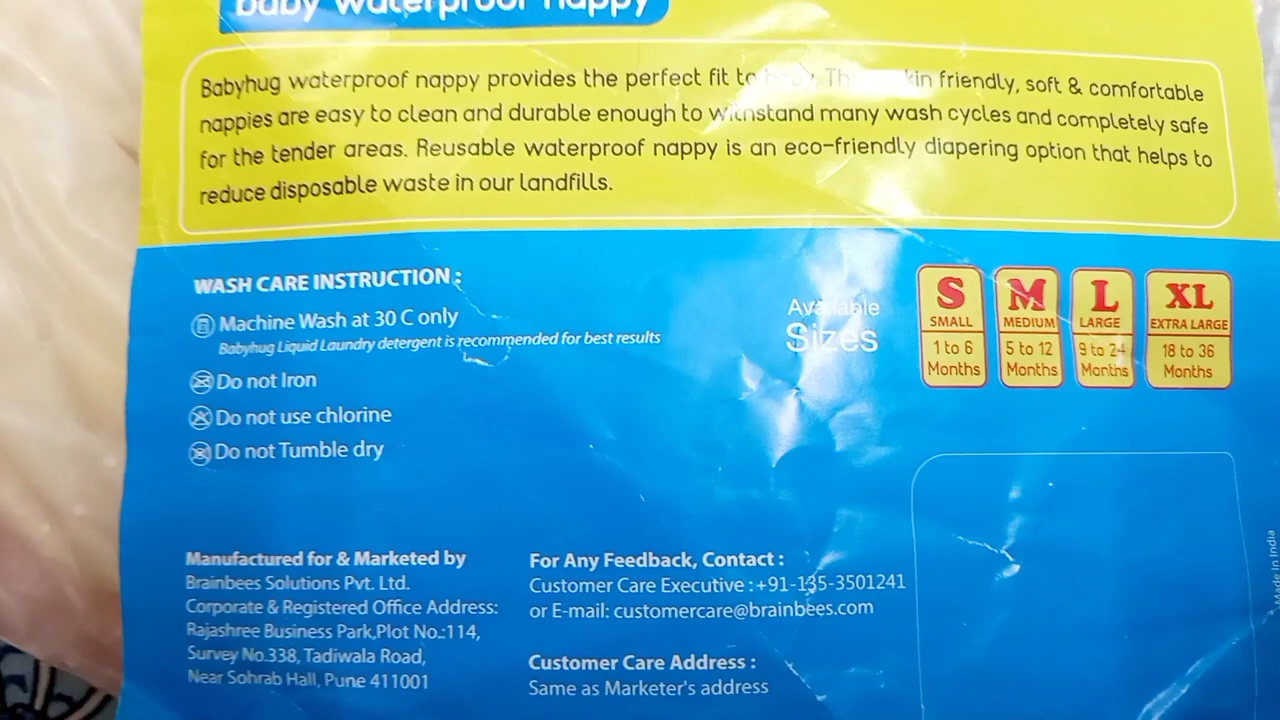 baby waterproof nappy
Babyhug waterproof nappy provides the perfect fit to friendly, soft & comfortable
nappies are easy to clean and durable enough to withstand many wash cycles and completely safe
for the tender areas. Reusable waterproof nappy is an eco-friendly diapering option that helps to
reduce disposable waste in our landfills.
WASH CARE INSTRUCTION :
Machine Wash at 30 C only
Babyhug Liquid Laundry detergent is recommended for best results
Do not Iron
Do not use chlorine
Do not Tumble dry
Available
Sizes
S
SMALL
1 to 6
Months
M
MEDIUM
5 to 12
Months
L
LARGE
9 to 24
Months
XL
EXTRA LARGE
18 to 36
Months
Manufactured for & Marketed by
Brainbees Solutions Pvt. Ltd.
Corporate & Registered Office Address:
Rajashree Business Park,Plot No.:114,
Survey No.338, Tadiwala Road,
Near Sohrab Hall, Pune 411001
For Any Feedback, Contact :
Customer Care Executive :+91-135-3501241
or E-mail: customercare@brainbees.com
Customer Care Address :
Same as Marketer's address
Made in India